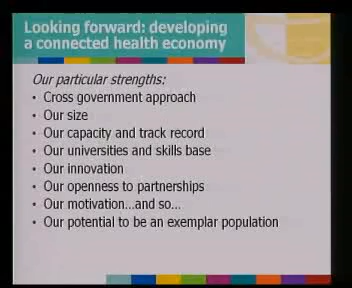 Looking forward: developing
a connected health economy
Our particular strengths:
• Cross government approach
• Our size
• Our capacity and track record
• Our universities and skills base
• Our innovation
• Our openness to partnerships
• Our motivation...and so...
• Our potential to be an exemplar population